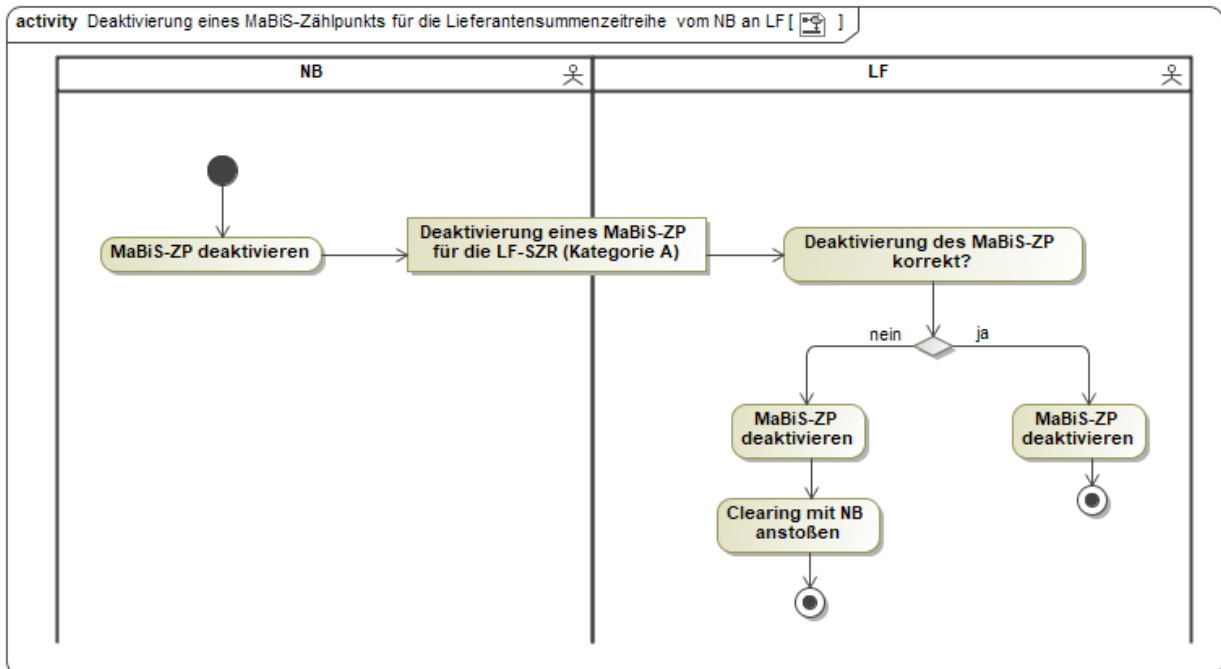 activity Deaktivierung eines MaBiS-Zählpunkts für die Lieferantensummenzeitreihe vom NB an LF [ ]
NB
LF
MaBiS-ZP deaktivieren
Deaktivierung eines MaBiS-ZP
für die LF-SZR (Kategorie A)
Deaktivierung des MaBiS-ZP
korrekt?
nein
ja
MaBiS-ZP
deaktivieren
MaBiS-ZP
deaktivieren
Clearing mit NB
anstoßen